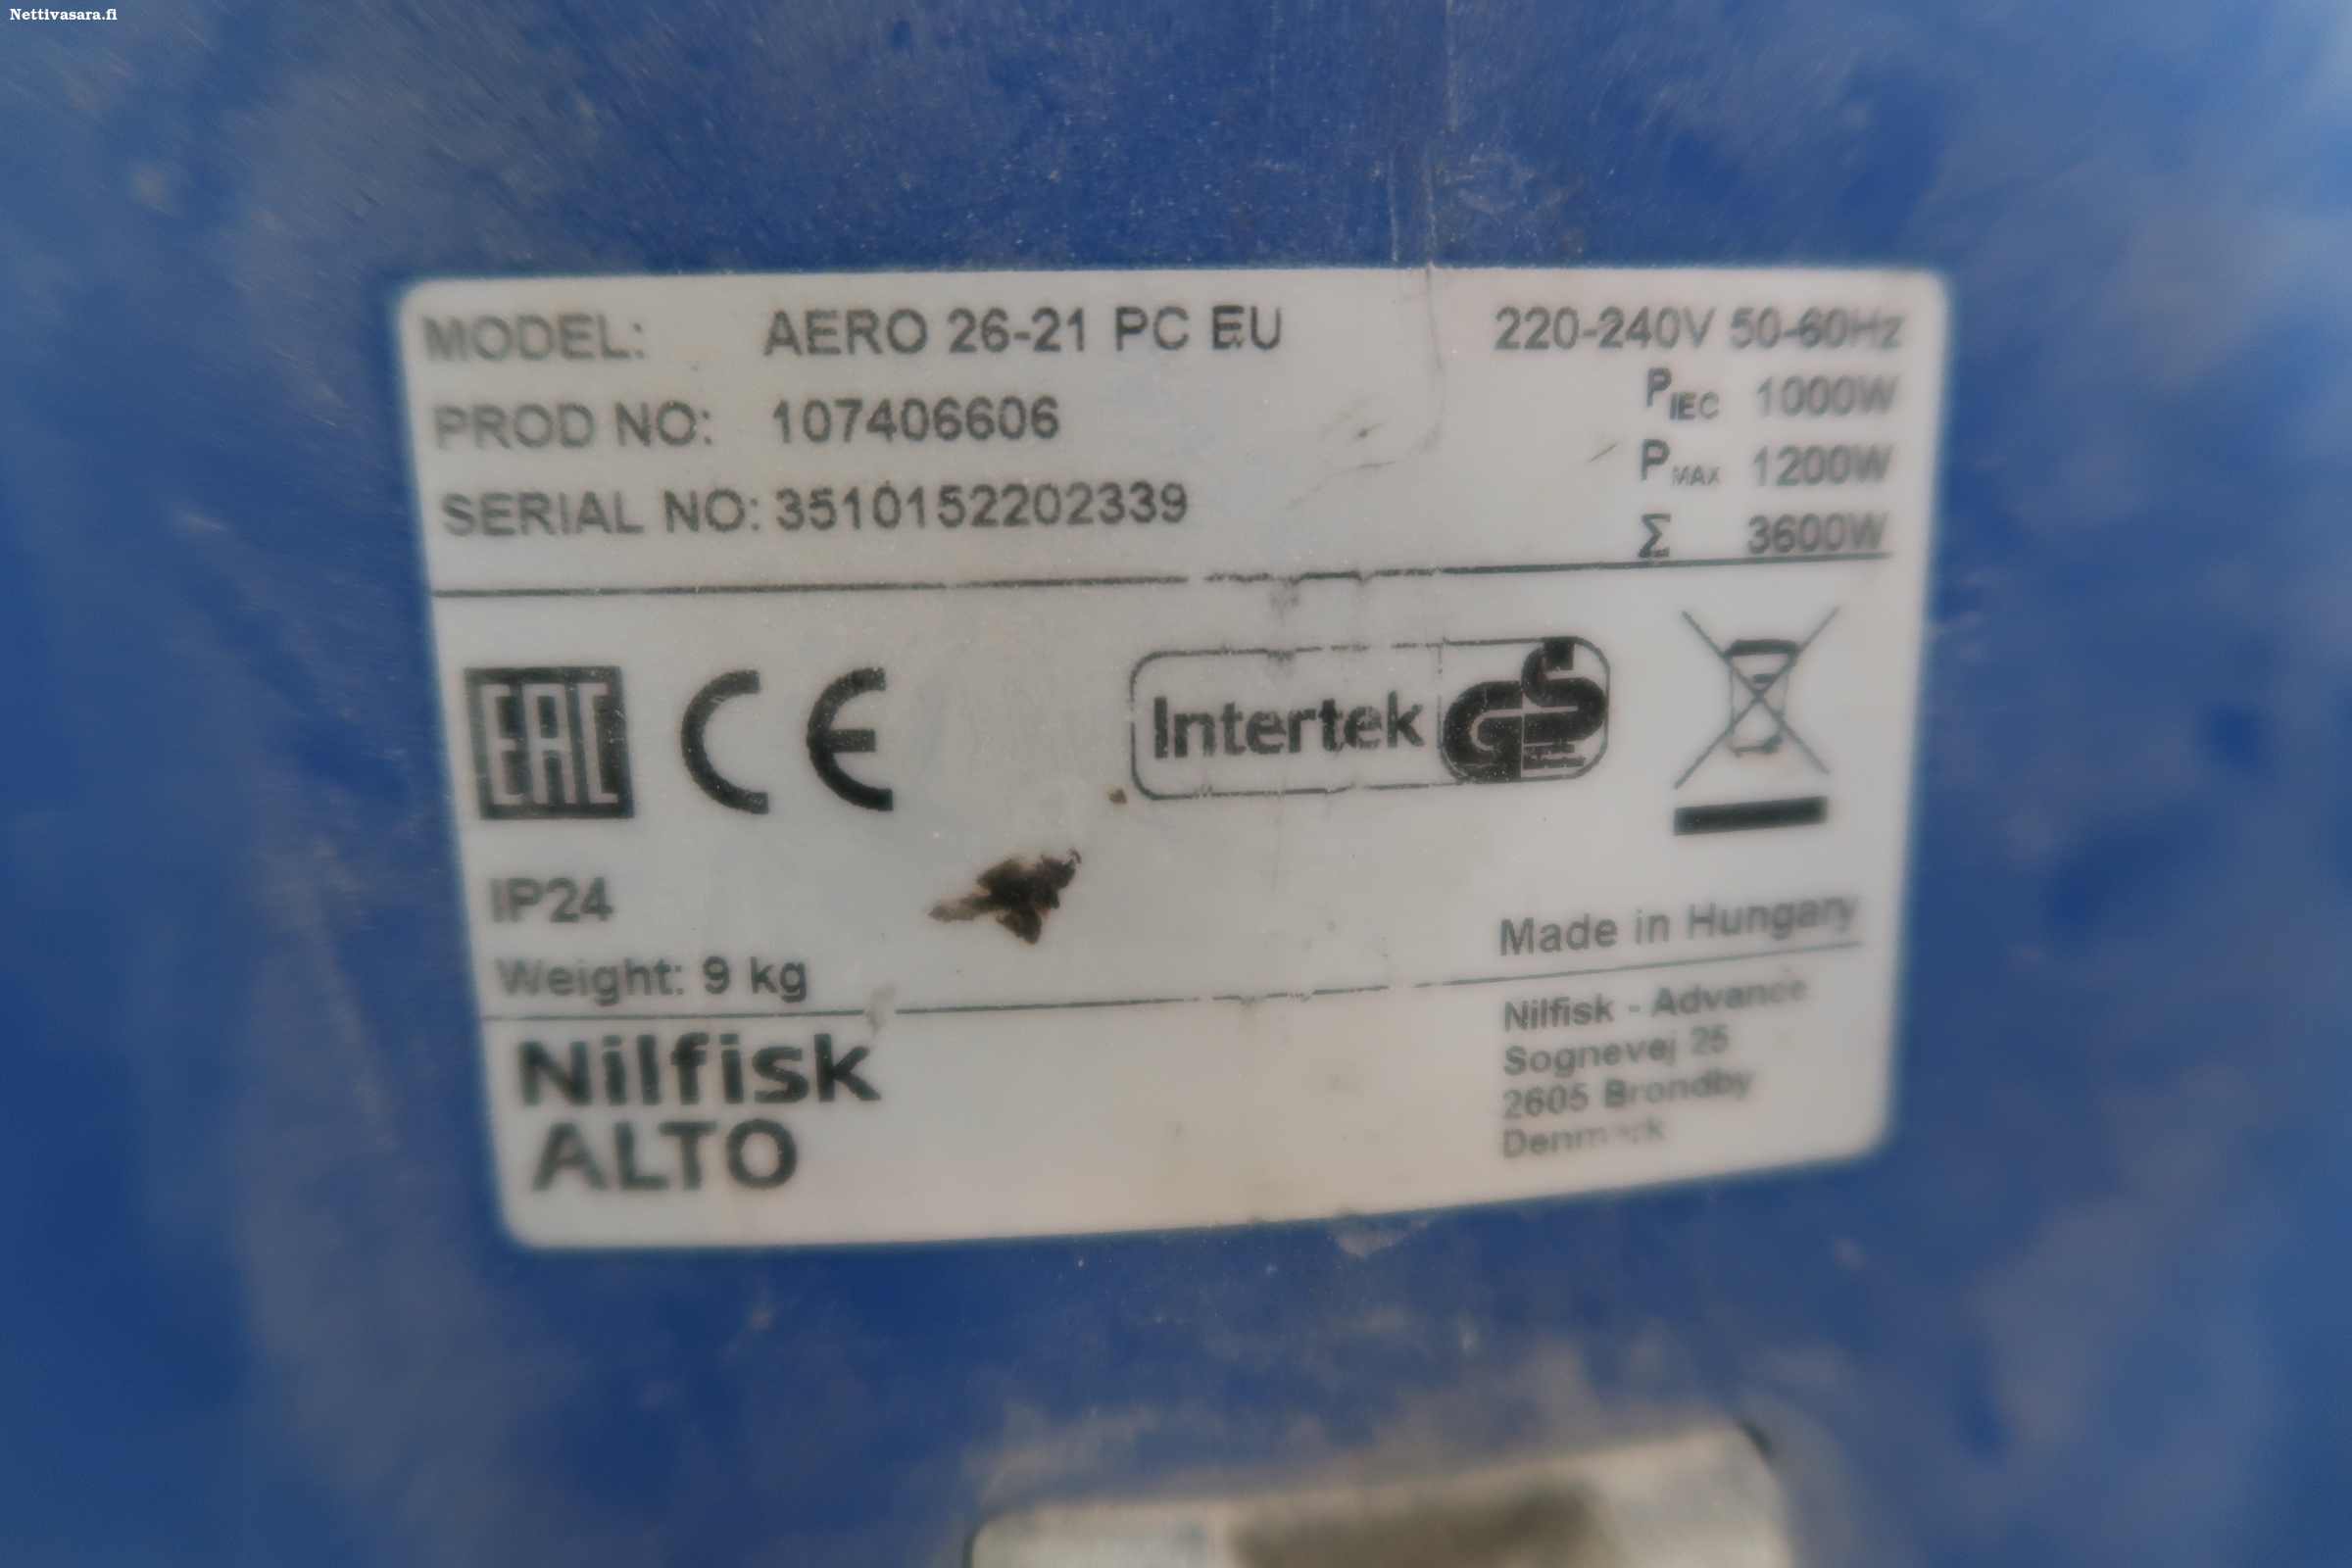 Nettivasara.fi
MODEL: AERO 26-21 PC EU 220-240V 50-60Hz
PROD NO: 107406606 PIEC 1000W
PMAX 1200W
SERIAL NO: 3510152202339 Σ 3600W
EAC CE Intertek GS
IP24
Made in Hungary
Weight: 9 kg
Nilfisk
ALTO
Nilfisk - Advance
Sognevej 25
2605 Brondby
Denmark